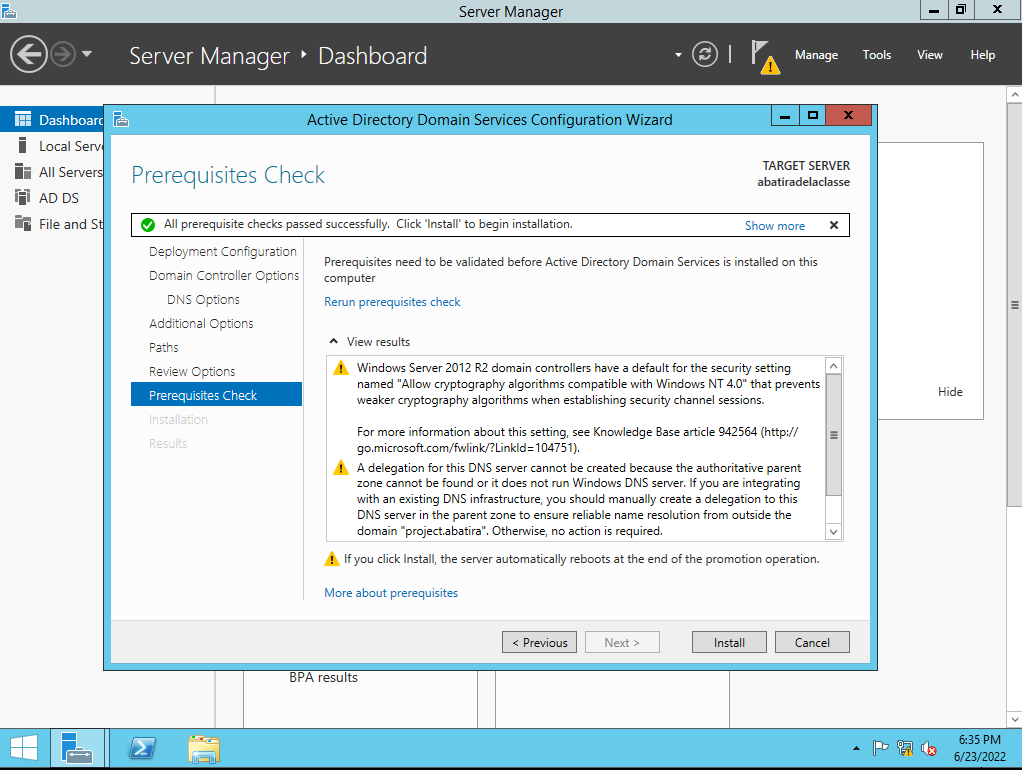 Server Manager
Server Manager
Dashboard
Manage
Tools
View
Help
Dashboard
Local Serve
All Servers
AD DS
File and St
Active Directory Domain Services Configuration Wizard
Prerequisites Check
TARGET SERVER
abatiradelaclasse
All prerequisite checks passed successfully. Click 'Install' to begin installation.
Show more
Deployment Configuration
Domain Controller Options
DNS Options
Additional Options
Paths
Review Options
Prerequisites Check
Installation
Results
Prerequisites need to be validated before Active Directory Domain Services is installed on this
computer
Rerun prerequisites check
View results
Windows Server 2012 R2 domain controllers have a default for the security setting
named "Allow cryptography algorithms compatible with Windows NT 4.0" that prevents
weaker cryptography algorithms when establishing security channel sessions.
For more information about this setting, see Knowledge Base article 942564 (http://
go.microsoft.com/fwlink/?LinkId=104751).
A delegation for this DNS server cannot be created because the authoritative parent
zone cannot be found or it does not run Windows DNS server. If you are integrating
with an existing DNS infrastructure, you should manually create a delegation to this
DNS server in the parent zone to ensure reliable name resolution from outside the
domain "project.abatira". Otherwise, no action is required.
If you click Install, the server automatically reboots at the end of the promotion operation.
More about prerequisites
< Previous
Next >
Install
Cancel
Hide
BPA results
6:35 PM
6/23/2022